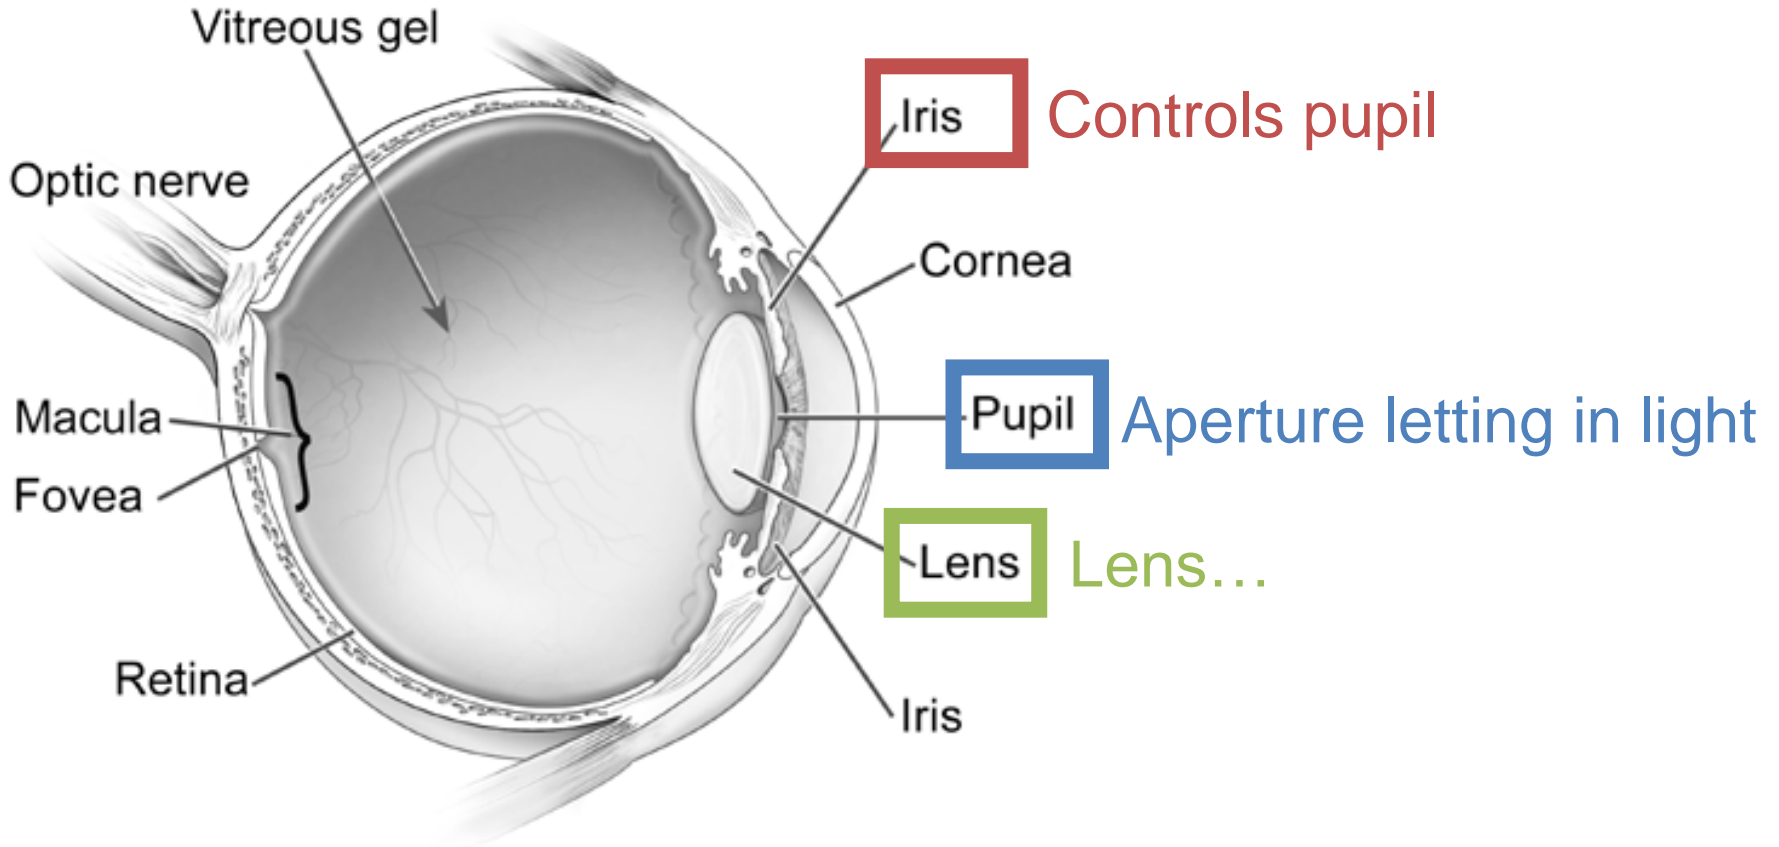 Vitreous gel
Iris
Controls pupil
Optic nerve
Cornea
Macula
Pupil
Aperture letting in light
Fovea
Lens
Lens…
Retina
Iris